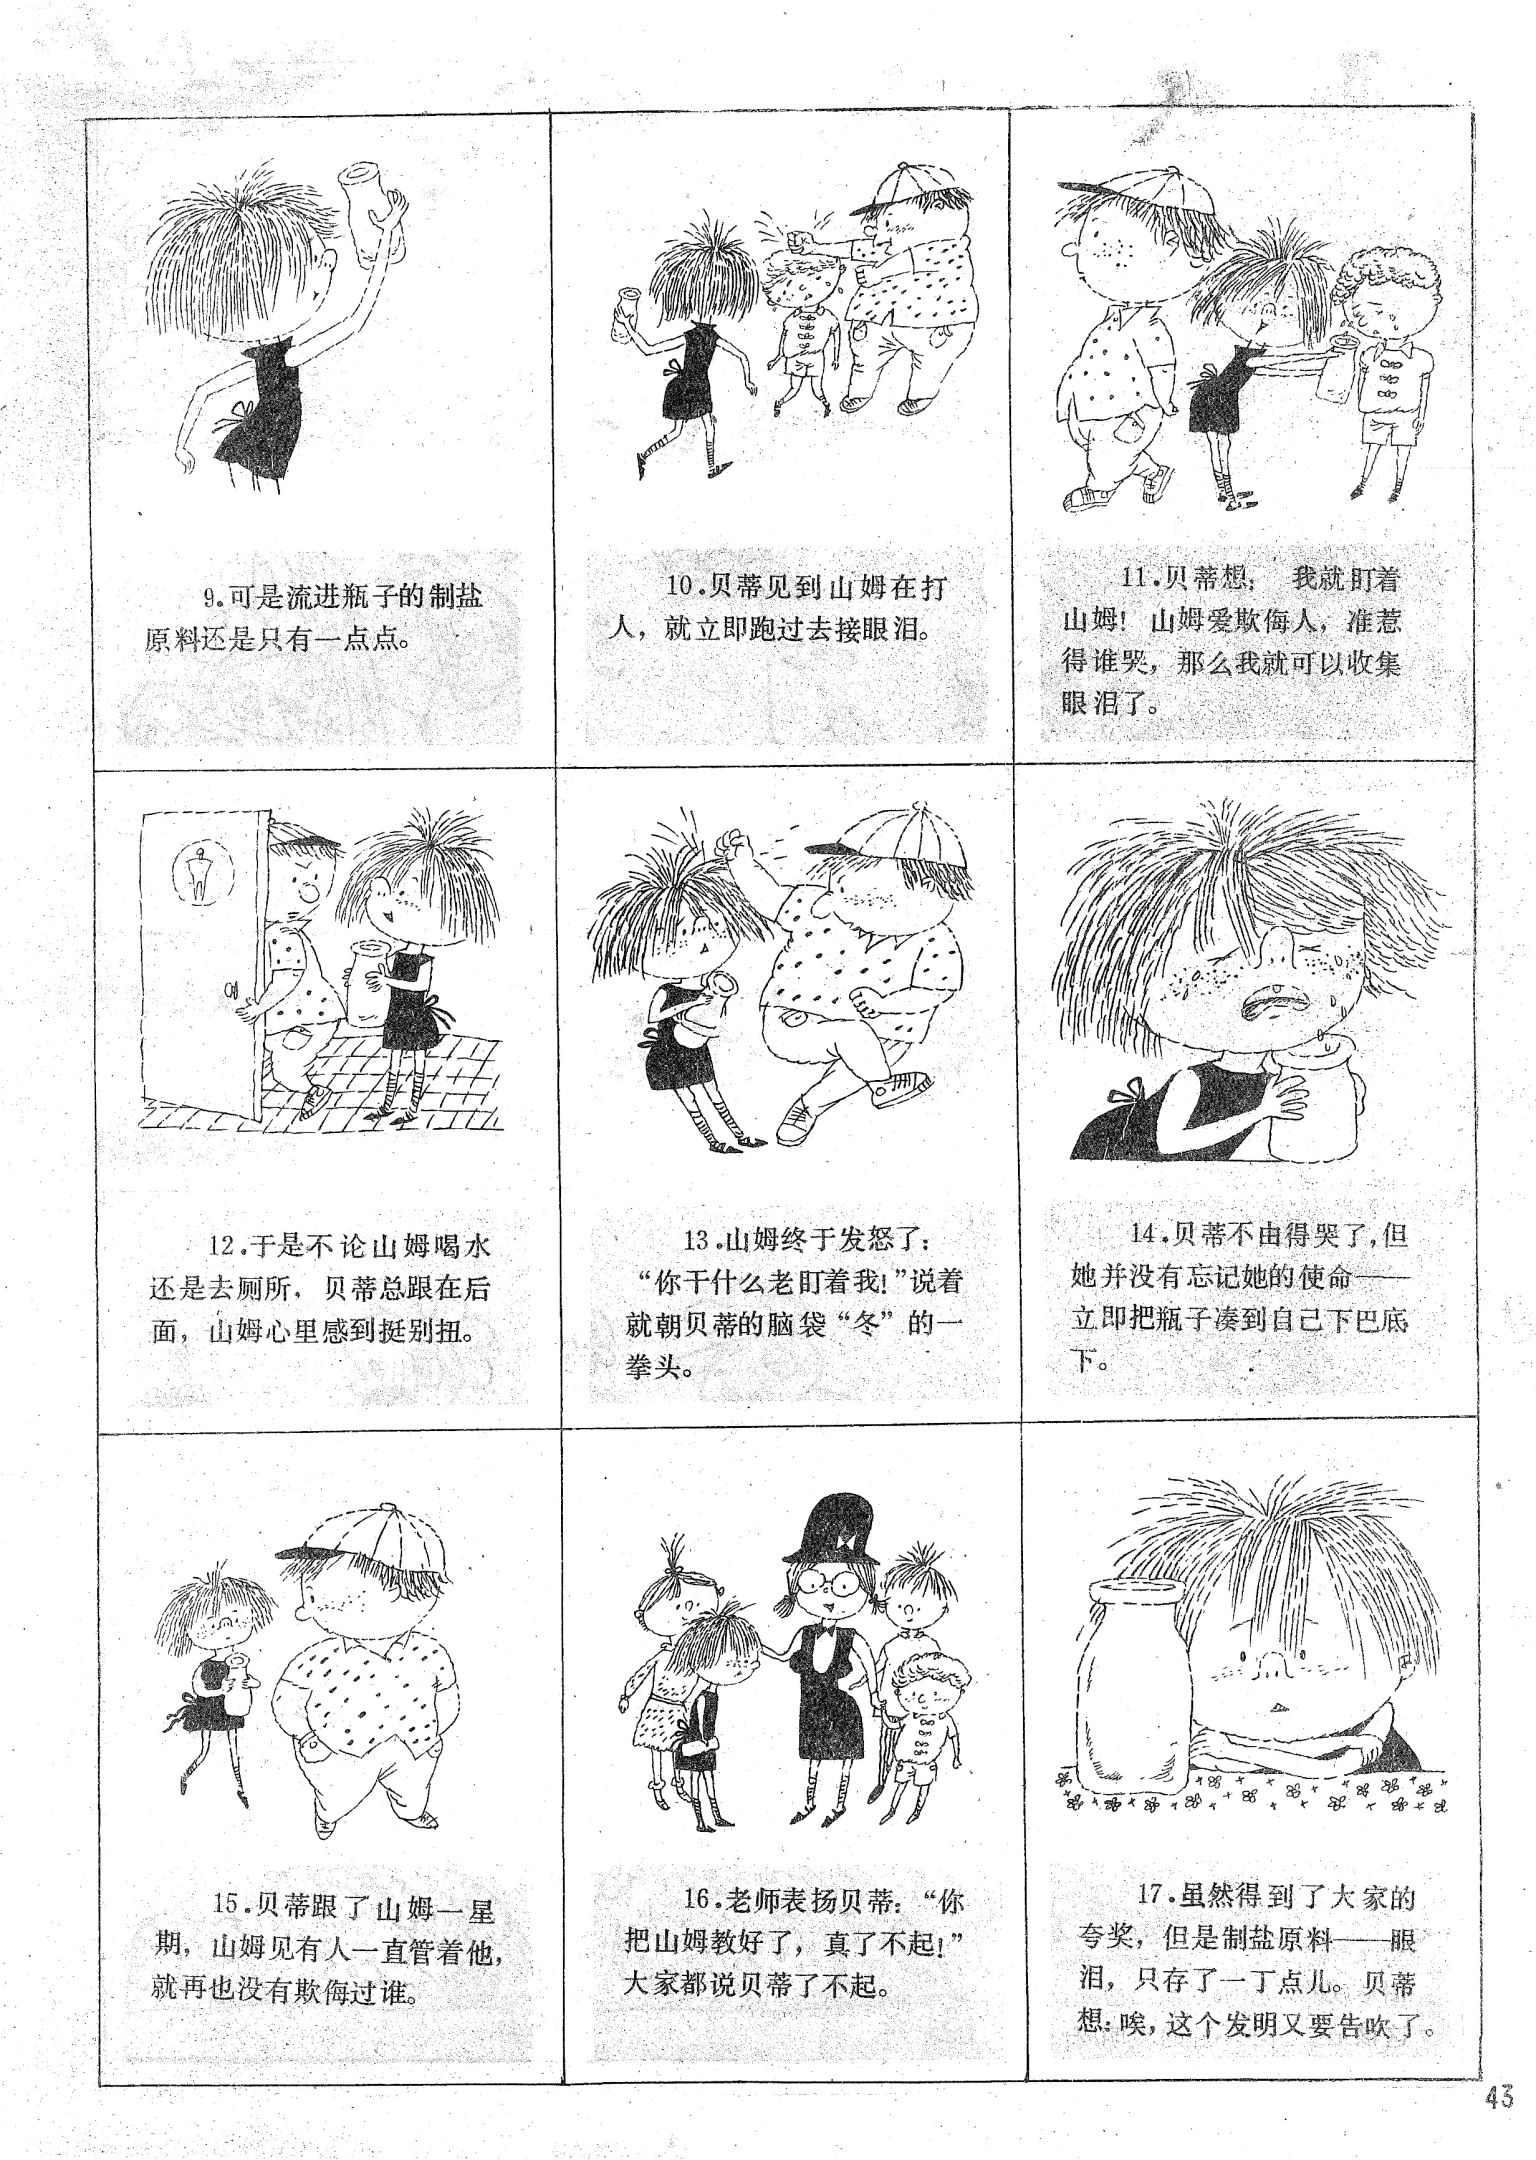 9.可是流进瓶子的制盐
原料还是只有一点点。
10.贝蒂见到山姆在打
人，就立即跑过去接眼泪。
11.贝蒂想：我就盯着
山姆！山姆爱欺侮人，准惹
得谁哭，那么我就可以收集
眼泪了。
12.于是不论山姆喝水
还是去厕所，贝蒂总跟在后
面，山姆心里感到挺别扭。
13.山姆终于发怒了：
“你干什么老盯着我！”说着
就朝贝蒂的脑袋“冬”的一
拳头。
14.贝蒂不由得哭了，但
她并没有忘记她的使命——
立即把瓶子凑到自己下巴底
下。
15.贝蒂跟了山姆一星
期，山姆见有人一直管着他，
就再也没有欺侮过谁。
16.老师表扬贝蒂：“你
把山姆教好了，真了不起！”
大家都说贝蒂了不起。
17.虽然得到了大家的
夸奖，但是制盐原料——眼
泪，只存了一丁点儿。贝蒂
想：唉，这个发明又要告吹了。
43